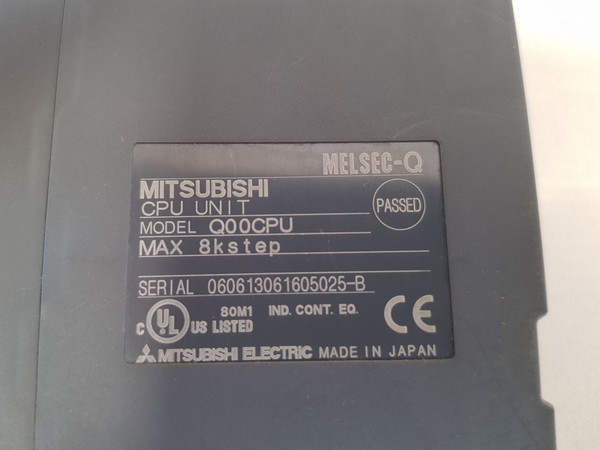 MELSEC-Q
MITSUBISHI
CPU UNIT
PASSED
MODEL Q00CPU
MAX 8kstep
SERIAL 060613061605025-B
80M1 IND. CONT. EQ.
C UL US LISTED
CE
MITSUBISHI ELECTRIC MADE IN JAPAN